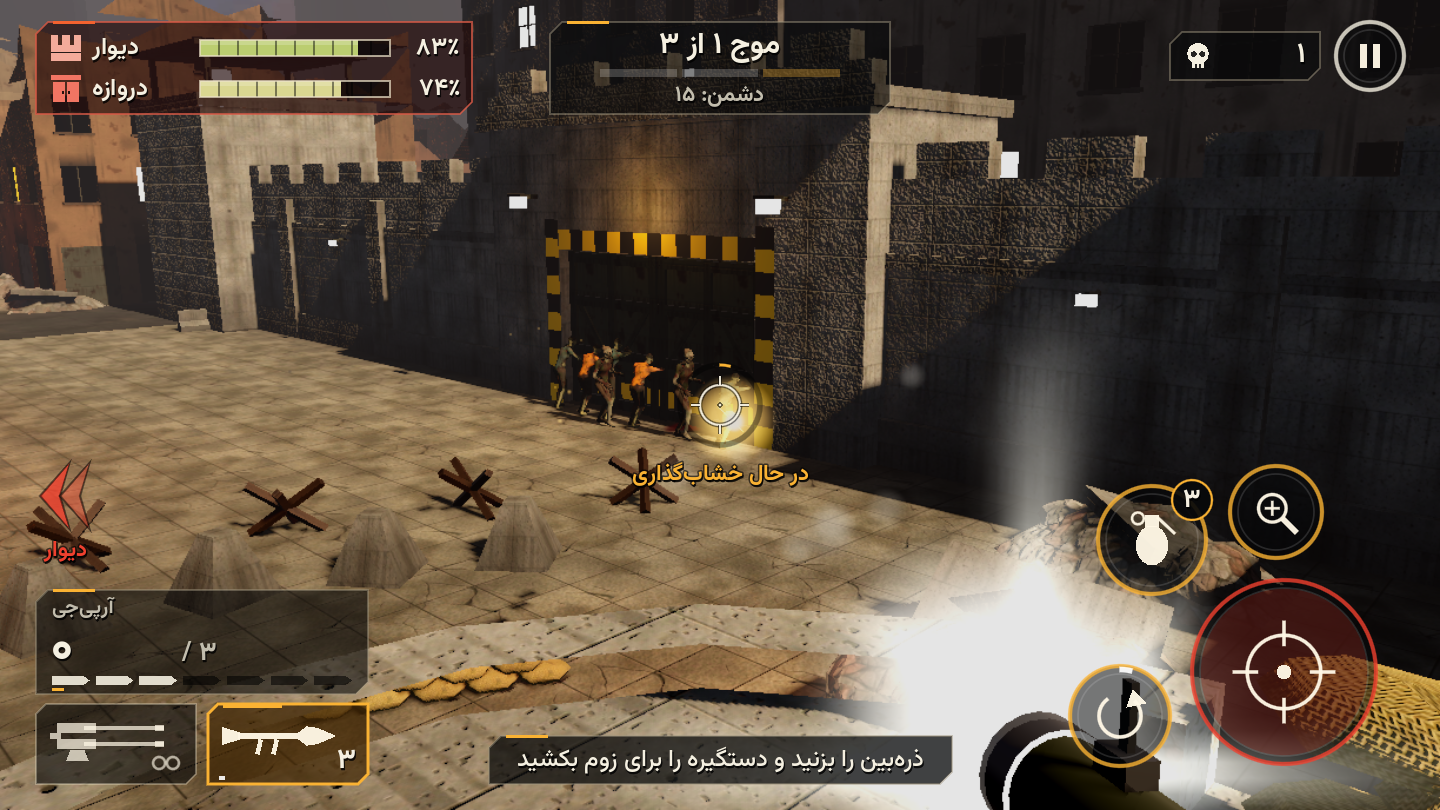 دیوار ۸۳٪
دروازه ۷۴٪
موج ۱ از ۳
دشمن: ۱۵
۱
در حال خشاب‌گذاری
۳
دیوار
آرپی‌جی
۰ / ۳
∞
۳
ذره‌بین را بزنید و دستگیره را برای زوم بکشید